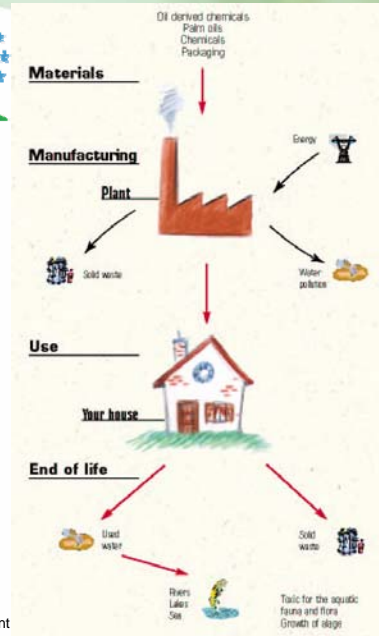 Oil derived chemicals
Palm oils
Chemicals
Packaging
Materials
Manufacturing
Energy
Plant
Solid waste
Water
pollution
Use
Your house
End of life
Used
water
Solid
waste
Rivers
Lakes
Sea
Toxic for the aquatic
fauna and flora
Growth of alage
nt